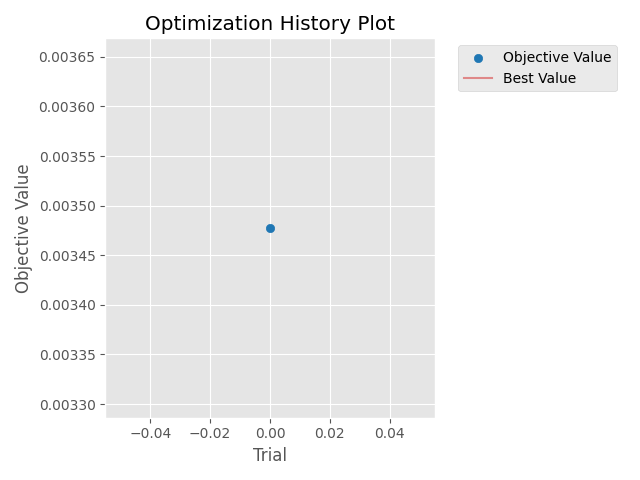 Optimization History Plot
Objective Value
Best Value
0.00365
0.00360
0.00355
0.00350
0.00345
0.00340
0.00335
0.00330
Objective Value
−0.04 −0.02 0.00 0.02 0.04
Trial